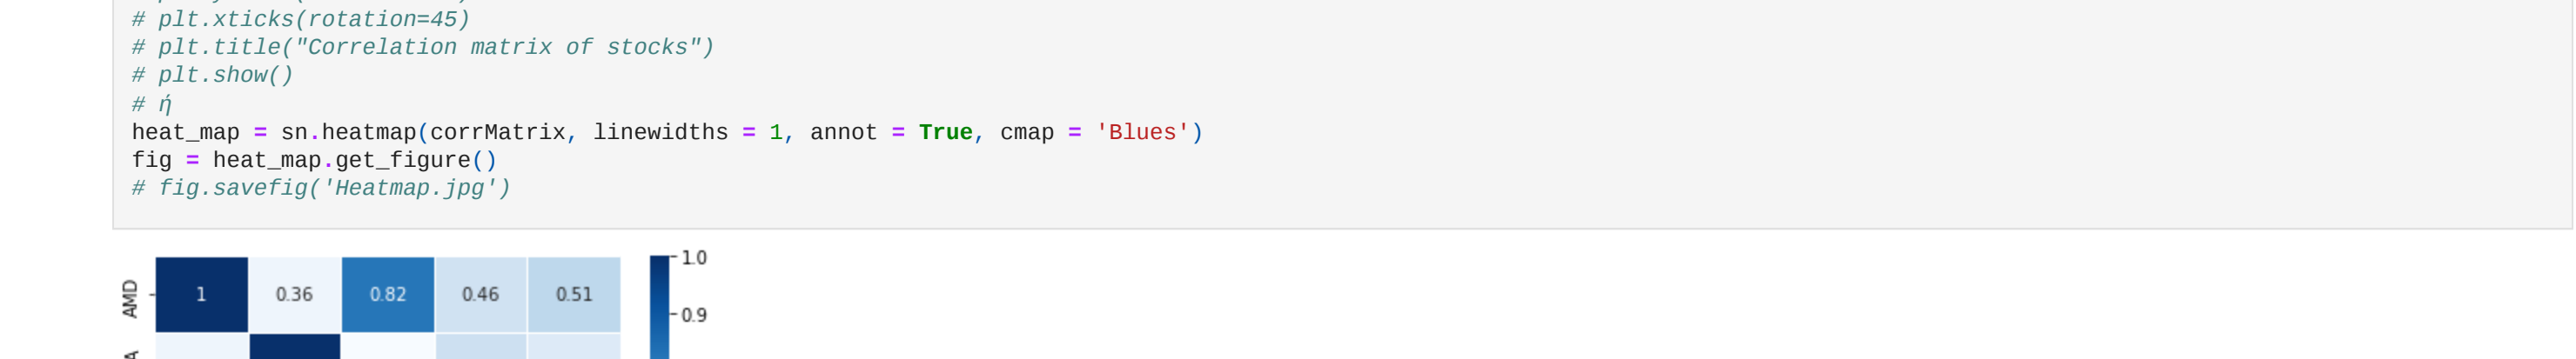 # plt.xticks(rotation=45)
# plt.title("Correlation matrix of stocks")
# plt.show()
# ή
heat_map = sn.heatmap(corrMatrix, linewidths = 1, annot = True, cmap = 'Blues')
fig = heat_map.get_figure()
# fig.savefig('Heatmap.jpg')
1.0
AMD 1 0.36 0.82 0.46 0.51
0.9